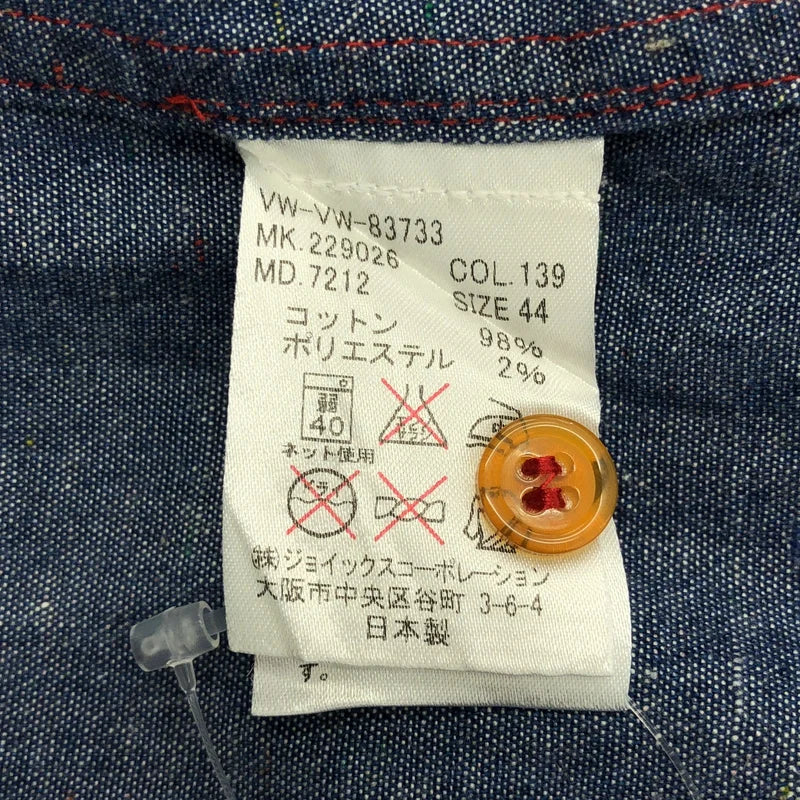 VW-VW-83733
MK.229026
MD.7212 COL.139
SIZE 44
コットン 98%
ポリエステル 2%
弱
40
ネット使用
(株)ジョイックスコーポレーション
大阪市中央区谷町 3-6-4
日本製
す。